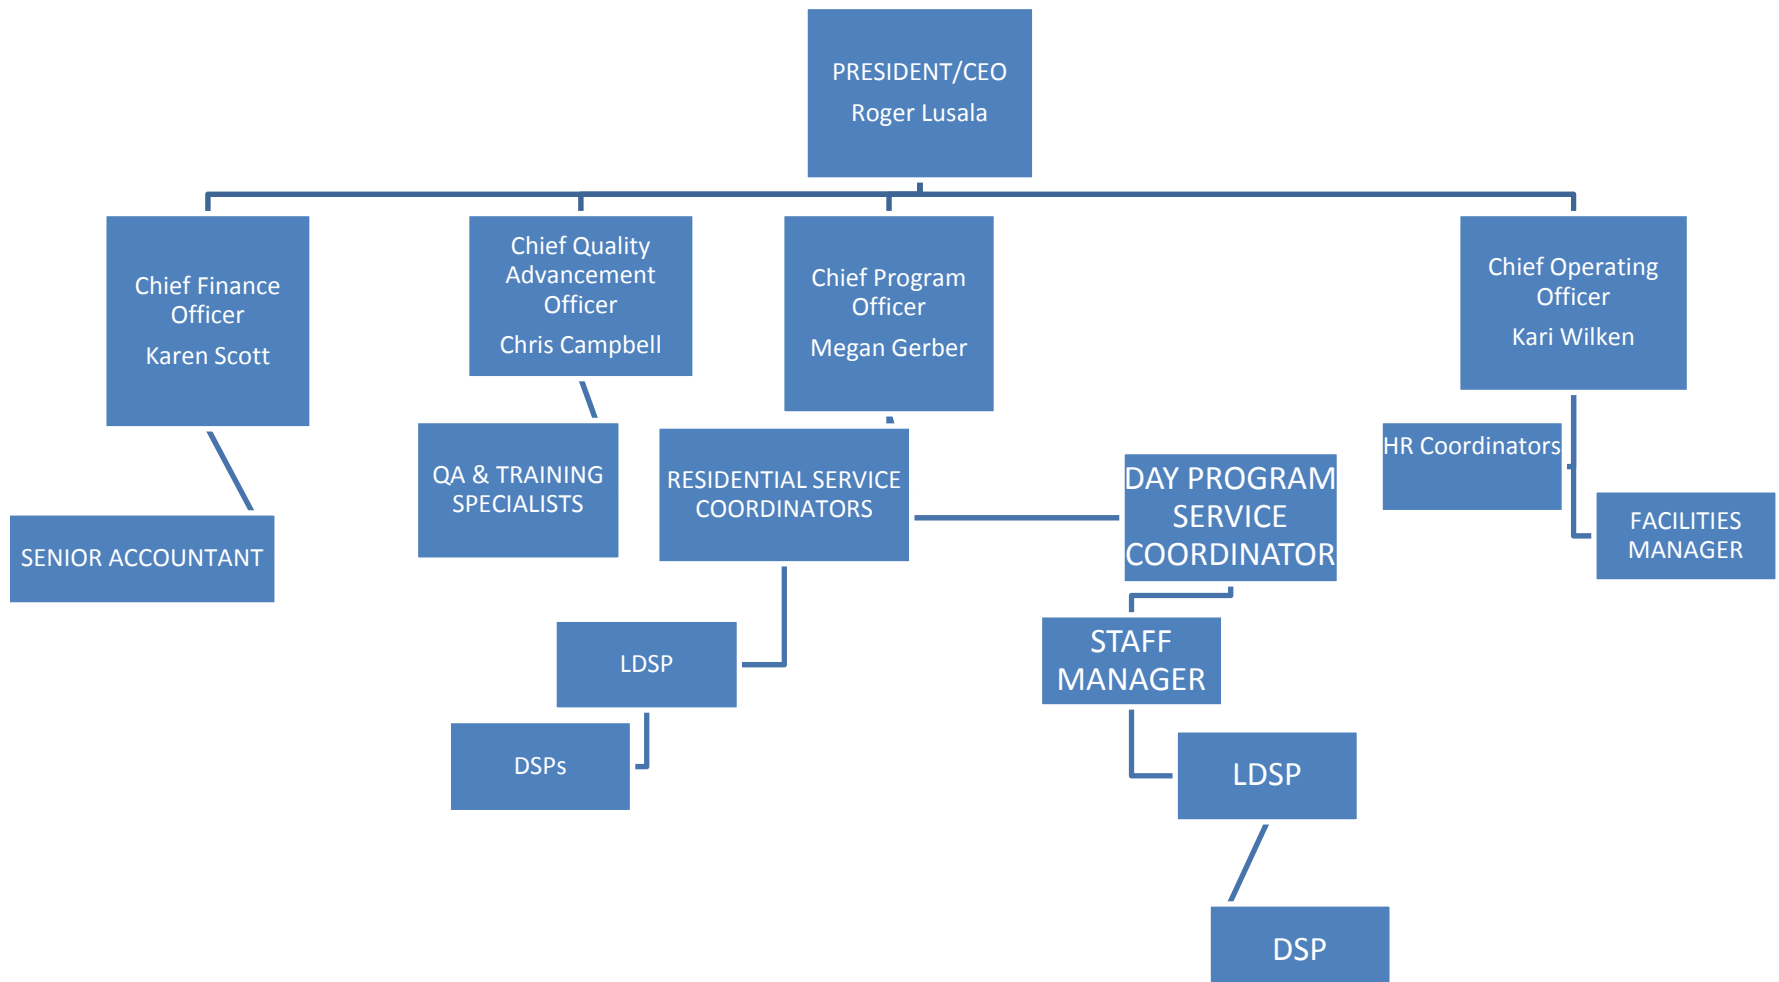 PRESIDENT/CEO
Roger Lusala
Chief Finance
Officer
Karen Scott
Chief Quality
Advancement
Officer
Chris Campbell
Chief Program
Officer
Megan Gerber
Chief Operating
Officer
Kari Wilken
SENIOR ACCOUNTANT
QA & TRAINING
SPECIALISTS
RESIDENTIAL SERVICE
COORDINATORS
DAY PROGRAM
SERVICE
COORDINATOR
HR Coordinators
FACILITIES
MANAGER
LDSP
DSPs
STAFF
MANAGER
LDSP
DSP